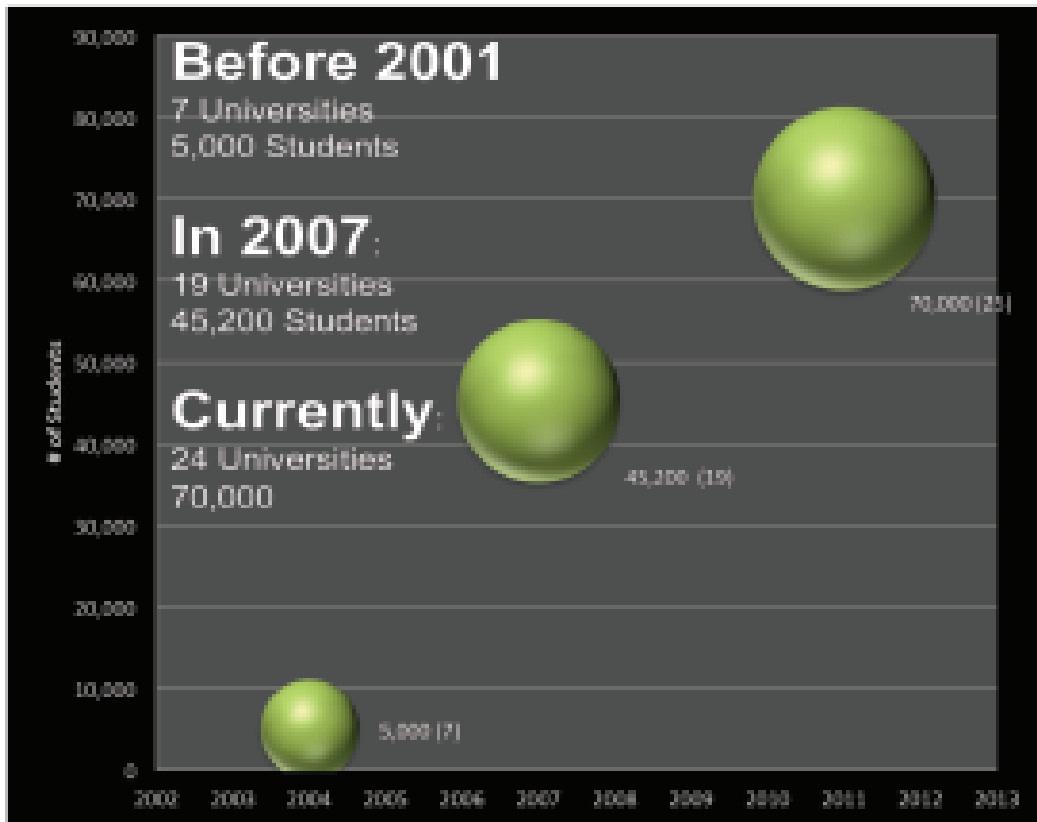 90,000
Before 2001
7 Universities
80,000
5,000 Students
70,000
In 2007:
60,000
19 Universities
70,000 (25)
45,200 Students
50,000
# of Students
Currently:
40,000
24 Universities
45,200 (19)
70,000
30,000
20,000
10,000
5,000 (7)
0
2002 2003 2004 2005 2006 2007 2008 2009 2010 2011 2012 2013